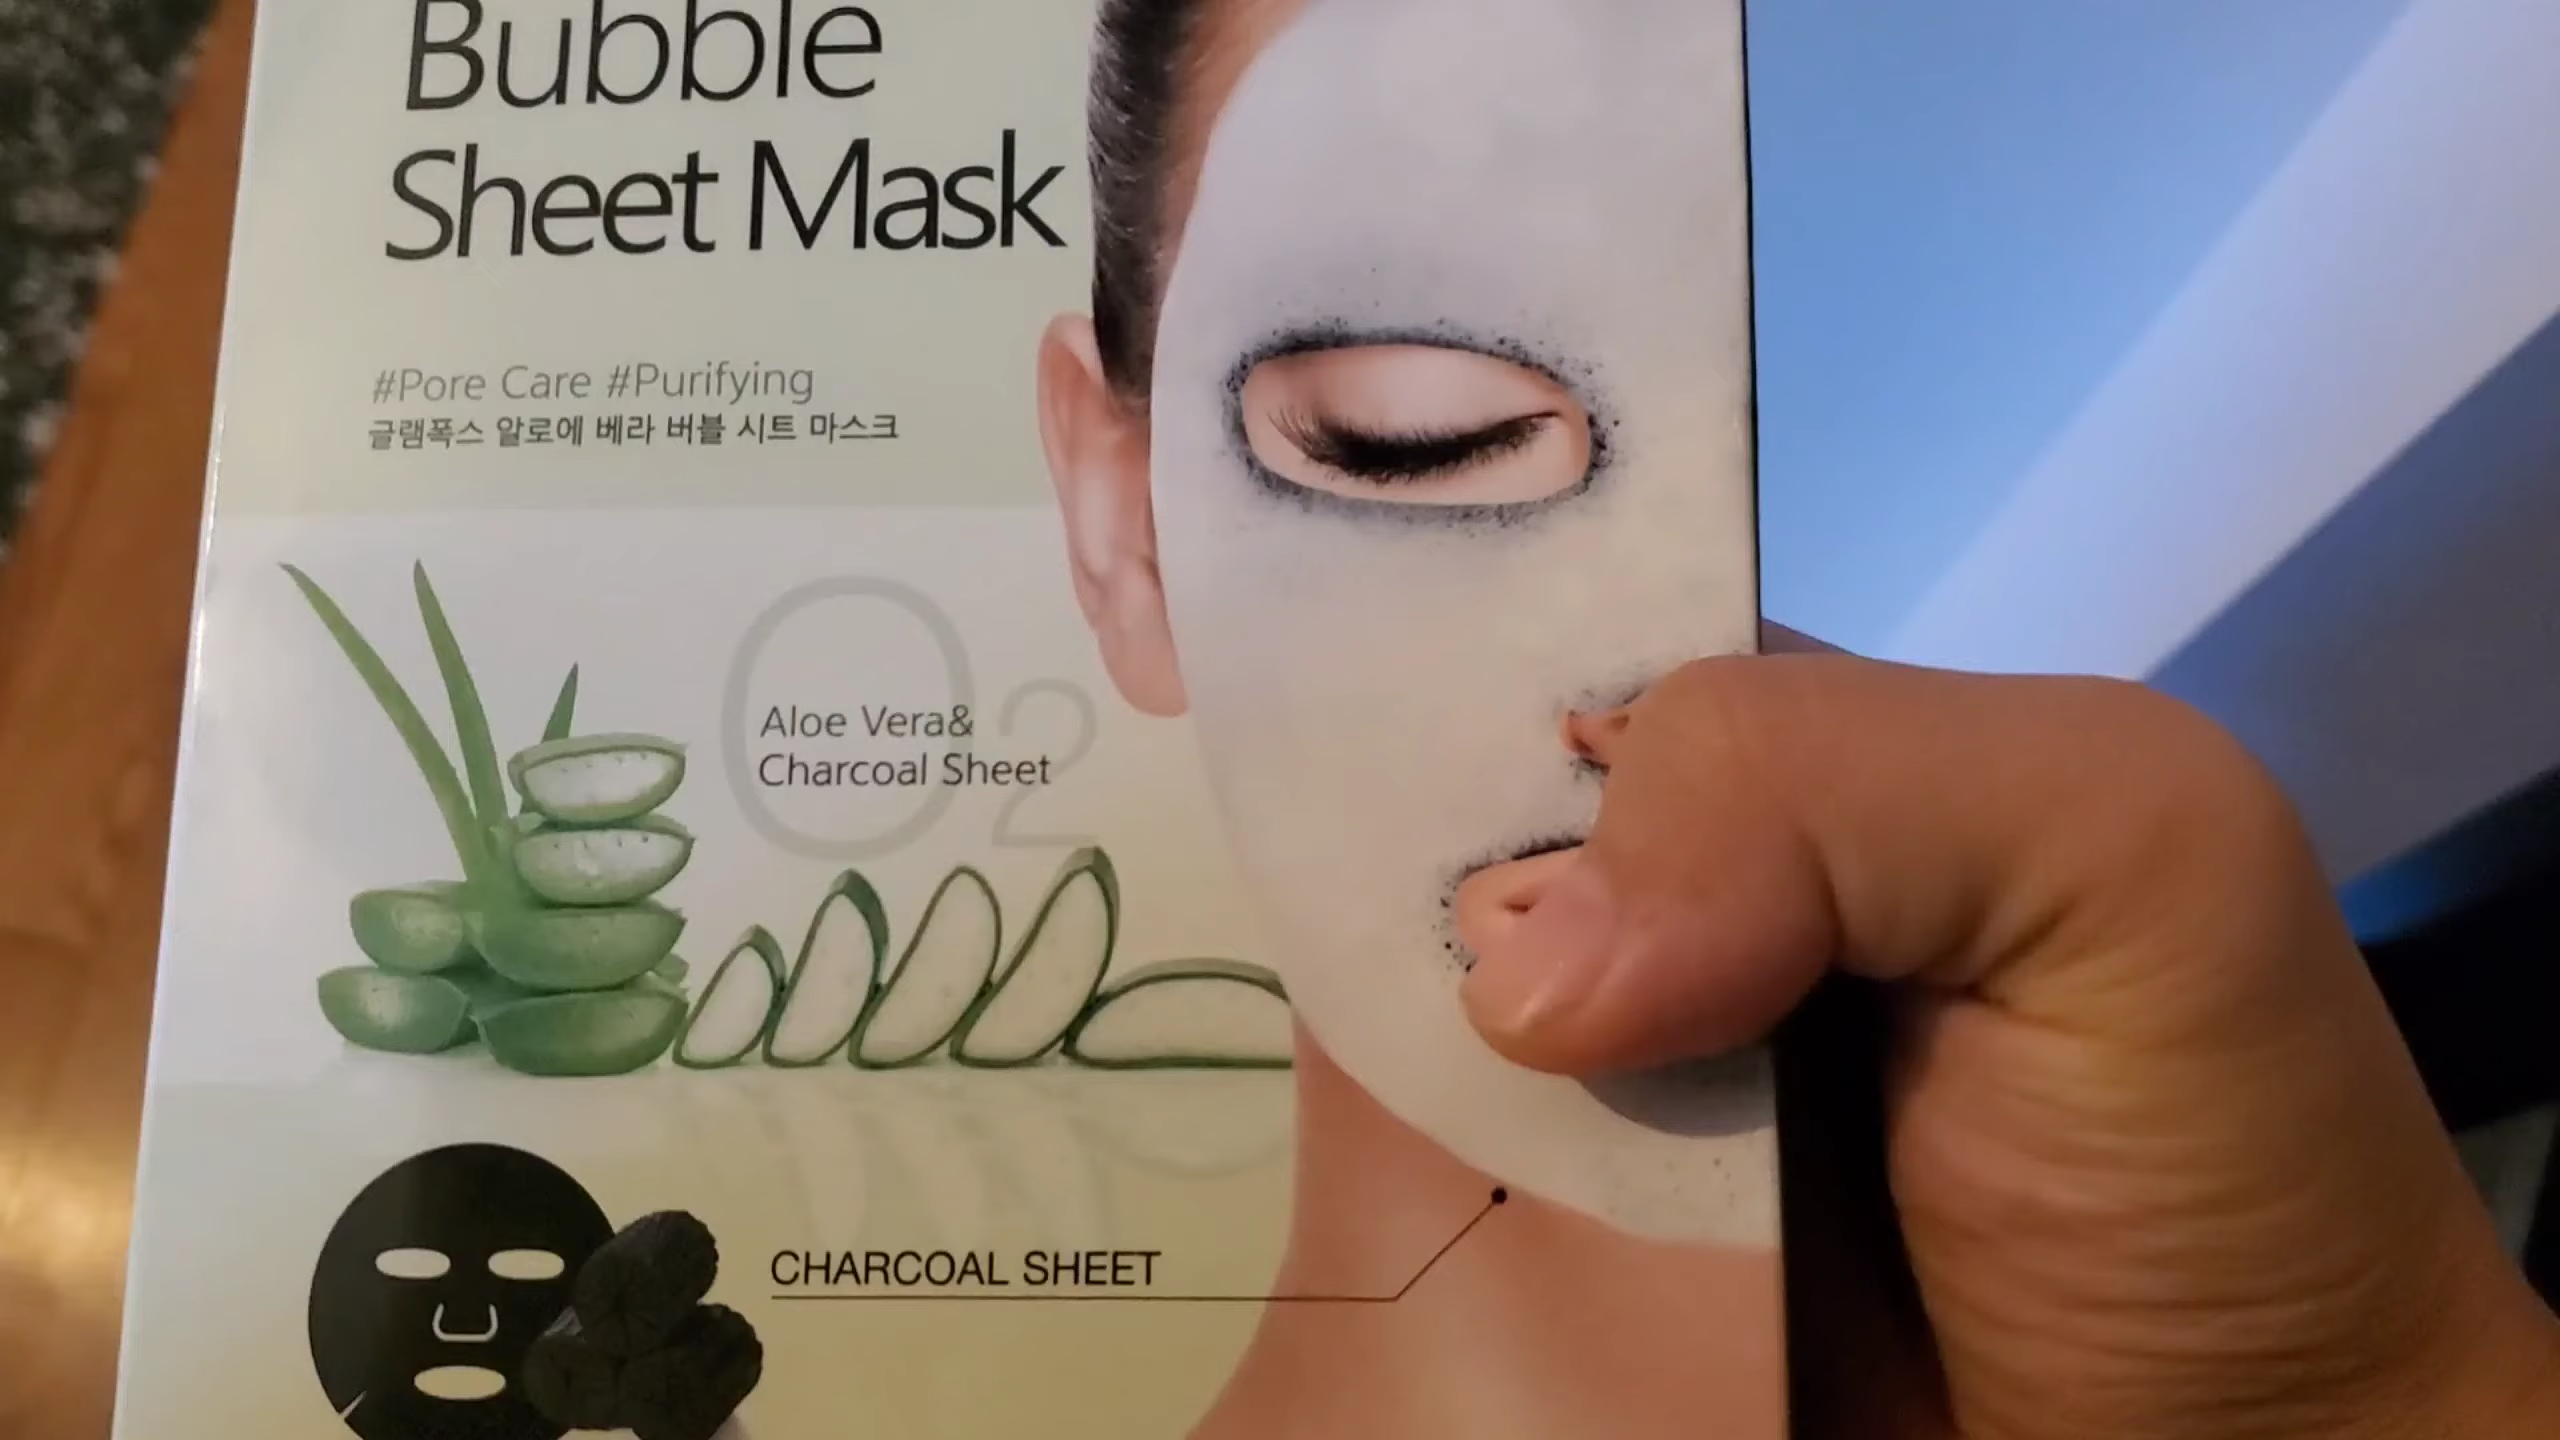 Bubble
Sheet Mask
#Pore Care #Purifying
글램폭스 알로에 베라 버블 시트 마스크
O2
Aloe Vera&
Charcoal Sheet
CHARCOAL SHEET